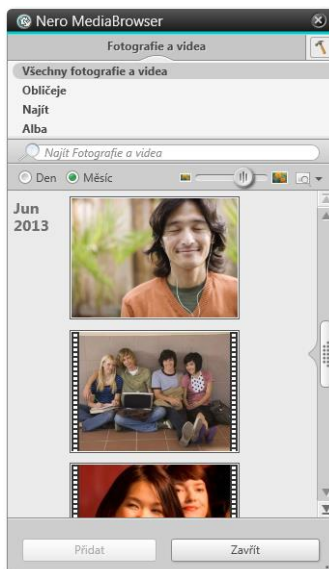 Nero MediaBrowser
Fotografie a videa
Všechny fotografie a videa
Obličeje
Najít
Alba
Najít Fotografie a videa
Den Měsíc
Jun
2013
Přidat Zavřít